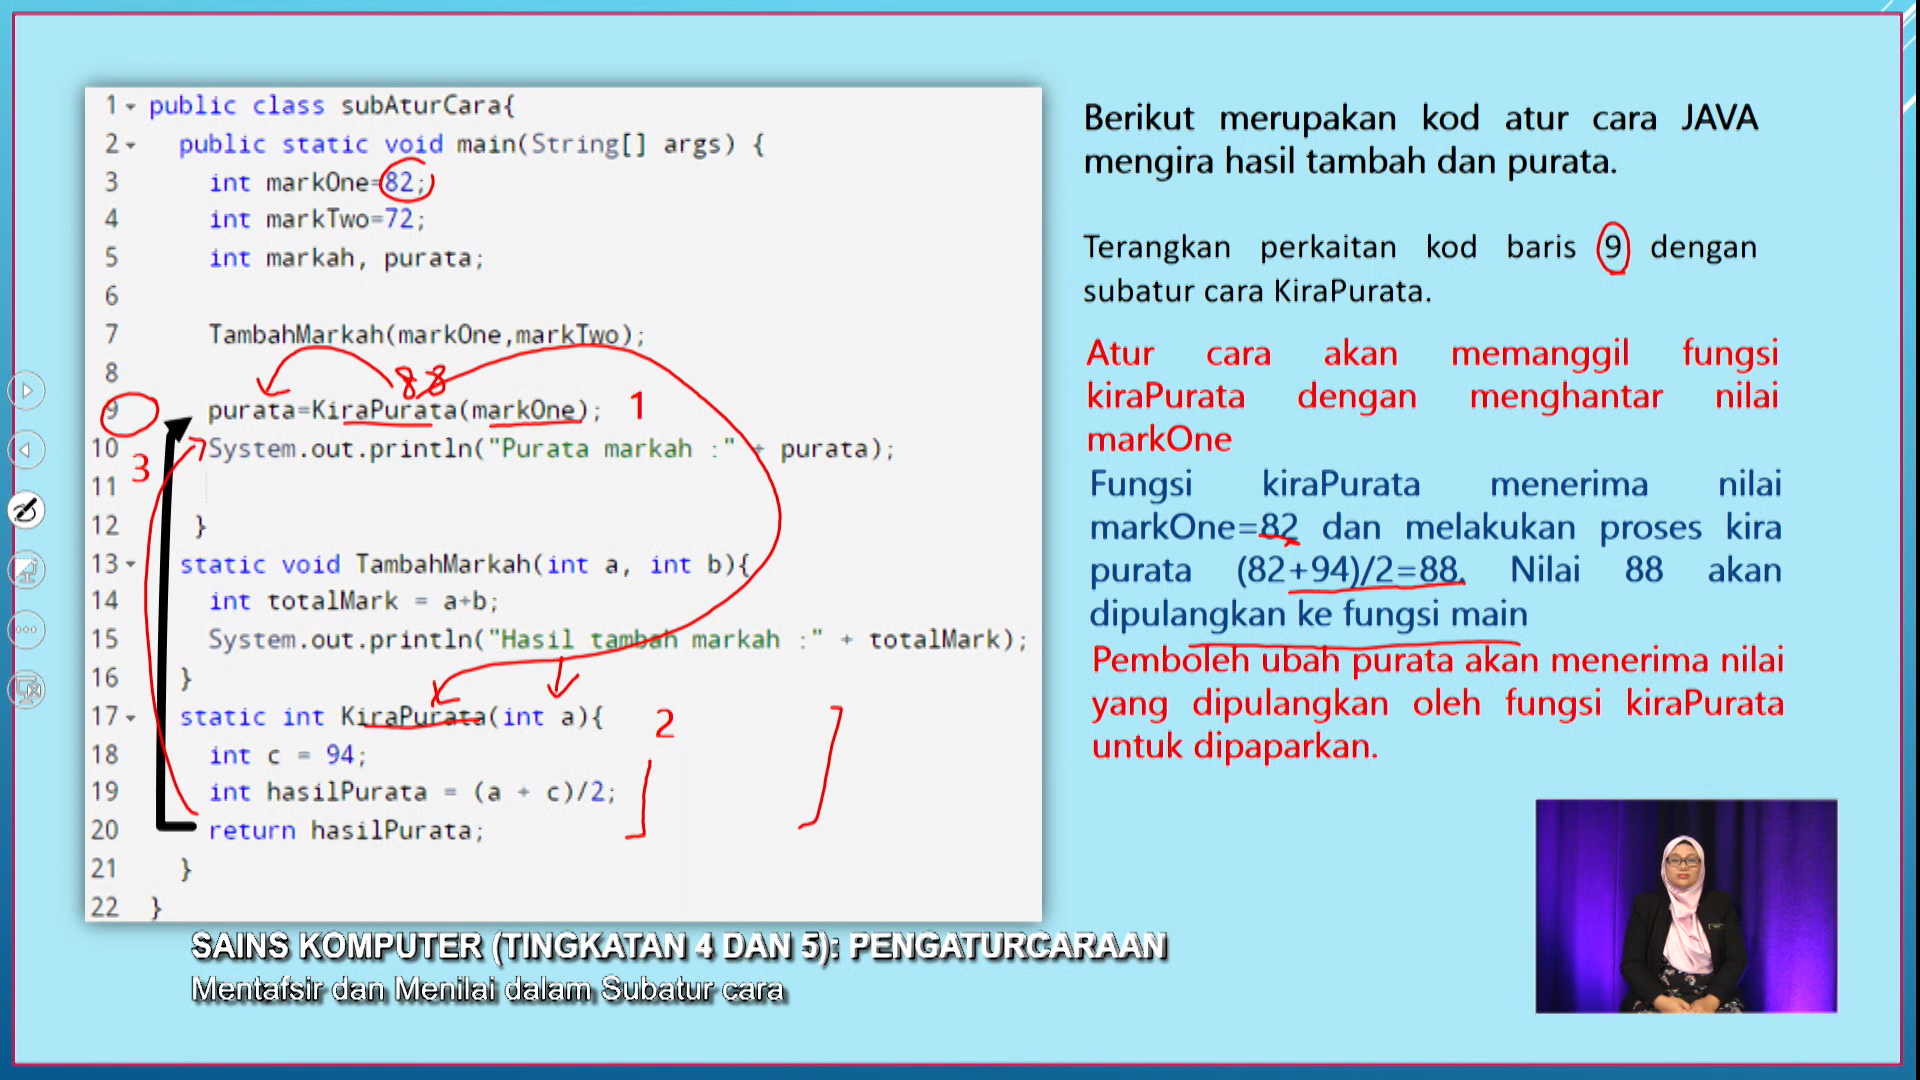 1 public class subAturCara{
2 public static void main(String[] args) {
3 int markOne=82;
4 int markTwo=72;
5 int markah, purata;
6
7 TambahMarkah(markOne,markTwo);
8
88
9 purata=KiraPurata(markOne); 1
10 System.out.println("Purata markah :" + purata);
3
11
12 }
13 static void TambahMarkah(int a, int b){
14 int totalMark = a+b;
15 System.out.println("Hasil tambah markah :" + totalMark);
16 }
17 static int KiraPurata(int a){ 2
18 int c = 94;
19 int hasilPurata = (a + c)/2;
20 return hasilPurata;
21 }
22 }
Berikut merupakan kod atur cara JAVA
mengira hasil tambah dan purata.
Terangkan perkaitan kod baris 9 dengan
subatur cara KiraPurata.
Atur cara akan memanggil fungsi
kiraPurata dengan menghantar nilai
markOne
Fungsi kiraPurata menerima nilai
markOne=82 dan melakukan proses kira
purata (82+94)/2=88. Nilai 88 akan
dipulangkan ke fungsi main
Pemboleh ubah purata akan menerima nilai
yang dipulangkan oleh fungsi kiraPurata
untuk dipaparkan.
SAINS KOMPUTER (TINGKATAN 4 DAN 5): PENGATURCARAAN
Mentafsir dan Menilai dalam Subatur cara